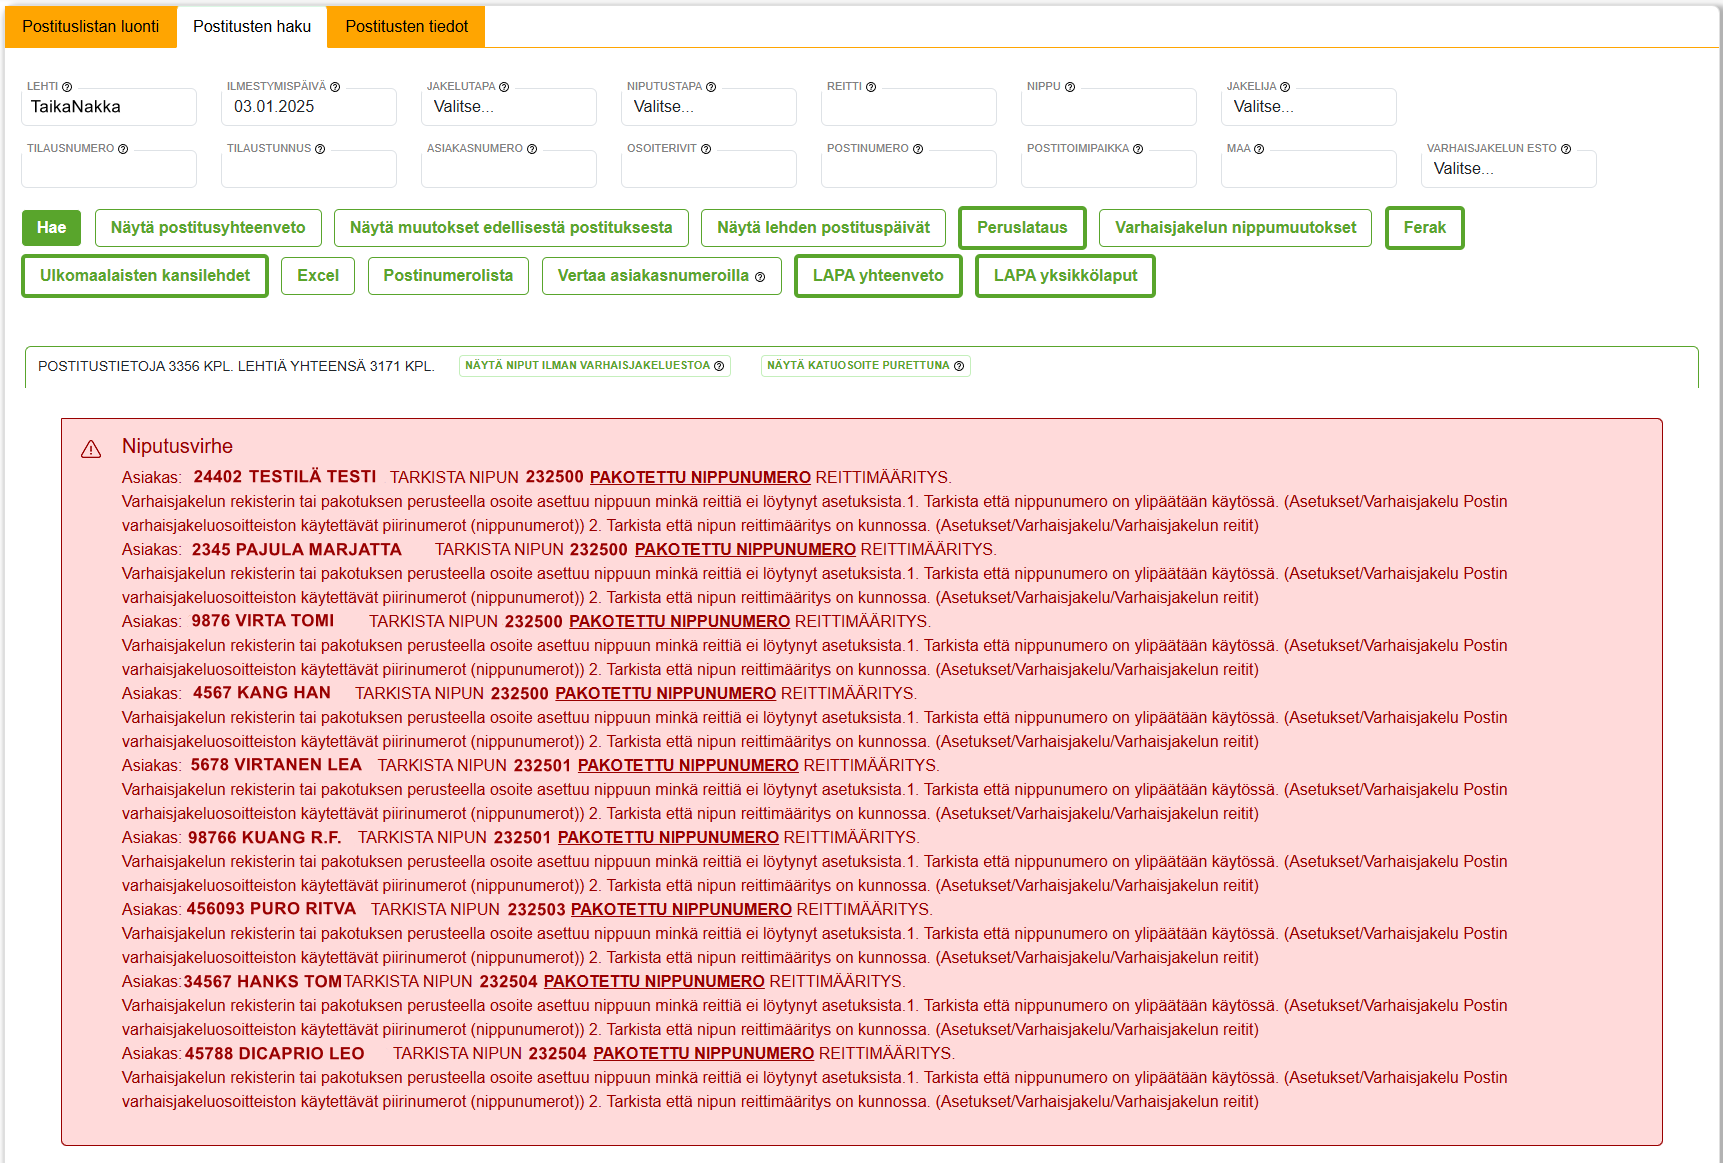 Postituslistan luonti Postitusten haku Postitusten tiedot
LEHTI ILMESTYMISPÄIVÄ JAKELUTAPA NIPUTUSTAPA REITTI NIPPU JAKELIJA
TaikaNakka 03.01.2025 Valitse... Valitse... Valitse...
TILAUSNUMERO TILAUSTUNNUS ASIAKASNUMERO OSOITERIVIT POSTINUMERO POSTITOIMIPAIKKA MAA VARHAISJAKELUN ESTO
Valitse...
Hae Näytä postitusyhteenveto Näytä muutokset edellisestä postituksesta Näytä lehden postituspäivät Peruslataus Varhaisjakelun nippumuutokset Ferak
Ulkomaalaisten kansilehdet Excel Postinumerolista Vertaa asiakasnumeroilla LAPA yhteenveto LAPA yksikkölaput
POSTITUSTIETOJA 3356 KPL. LEHTIÄ YHTEENSÄ 3171 KPL. NÄYTÄ NIPUT ILMAN VARHAISJAKELUESTOA NÄYTÄ KATUOSOITE PURETTUNA
Niputusvirhe
Asiakas: 24402 TESTILÄ TESTI TARKISTA NIPUN 232500 PAKOTETTU NIPPUNUMERO REITTIMÄÄRITYS.
Varhaisjakelun rekisterin tai pakotuksen perusteella osoite asettuu nippuun minkä reittiä ei löytynyt asetuksista.1. Tarkista että nippunumero on ylipäätään käytössä. (Asetukset/Varhaisjakelu Postin
varhaisjakeluosoitteiston käytettävät piirinumerot (nippunumerot)) 2. Tarkista että nipun reittimääritys on kunnossa. (Asetukset/Varhaisjakelu/Varhaisjakelun reitit)
Asiakas: 2345 PAJULA MARJATTA TARKISTA NIPUN 232500 PAKOTETTU NIPPUNUMERO REITTIMÄÄRITYS.
Varhaisjakelun rekisterin tai pakotuksen perusteella osoite asettuu nippuun minkä reittiä ei löytynyt asetuksista.1. Tarkista että nippunumero on ylipäätään käytössä. (Asetukset/Varhaisjakelu Postin
varhaisjakeluosoitteiston käytettävät piirinumerot (nippunumerot)) 2. Tarkista että nipun reittimääritys on kunnossa. (Asetukset/Varhaisjakelu/Varhaisjakelun reitit)
Asiakas: 9876 VIRTA TOMI TARKISTA NIPUN 232500 PAKOTETTU NIPPUNUMERO REITTIMÄÄRITYS.
Varhaisjakelun rekisterin tai pakotuksen perusteella osoite asettuu nippuun minkä reittiä ei löytynyt asetuksista.1. Tarkista että nippunumero on ylipäätään käytössä. (Asetukset/Varhaisjakelu Postin
varhaisjakeluosoitteiston käytettävät piirinumerot (nippunumerot)) 2. Tarkista että nipun reittimääritys on kunnossa. (Asetukset/Varhaisjakelu/Varhaisjakelun reitit)
Asiakas: 4567 KANG HAN TARKISTA NIPUN 232500 PAKOTETTU NIPPUNUMERO REITTIMÄÄRITYS.
Varhaisjakelun rekisterin tai pakotuksen perusteella osoite asettuu nippuun minkä reittiä ei löytynyt asetuksista.1. Tarkista että nippunumero on ylipäätään käytössä. (Asetukset/Varhaisjakelu Postin
varhaisjakeluosoitteiston käytettävät piirinumerot (nippunumerot)) 2. Tarkista että nipun reittimääritys on kunnossa. (Asetukset/Varhaisjakelu/Varhaisjakelun reitit)
Asiakas: 5678 VIRTANEN LEA TARKISTA NIPUN 232501 PAKOTETTU NIPPUNUMERO REITTIMÄÄRITYS.
Varhaisjakelun rekisterin tai pakotuksen perusteella osoite asettuu nippuun minkä reittiä ei löytynyt asetuksista.1. Tarkista että nippunumero on ylipäätään käytössä. (Asetukset/Varhaisjakelu Postin
varhaisjakeluosoitteiston käytettävät piirinumerot (nippunumerot)) 2. Tarkista että nipun reittimääritys on kunnossa. (Asetukset/Varhaisjakelu/Varhaisjakelun reitit)
Asiakas: 98766 KUANG R.F. TARKISTA NIPUN 232501 PAKOTETTU NIPPUNUMERO REITTIMÄÄRITYS.
Varhaisjakelun rekisterin tai pakotuksen perusteella osoite asettuu nippuun minkä reittiä ei löytynyt asetuksista.1. Tarkista että nippunumero on ylipäätään käytössä. (Asetukset/Varhaisjakelu Postin
varhaisjakeluosoitteiston käytettävät piirinumerot (nippunumerot)) 2. Tarkista että nipun reittimääritys on kunnossa. (Asetukset/Varhaisjakelu/Varhaisjakelun reitit)
Asiakas: 456093 PURO RITVA TARKISTA NIPUN 232503 PAKOTETTU NIPPUNUMERO REITTIMÄÄRITYS.
Varhaisjakelun rekisterin tai pakotuksen perusteella osoite asettuu nippuun minkä reittiä ei löytynyt asetuksista.1. Tarkista että nippunumero on ylipäätään käytössä. (Asetukset/Varhaisjakelu Postin
varhaisjakeluosoitteiston käytettävät piirinumerot (nippunumerot)) 2. Tarkista että nipun reittimääritys on kunnossa. (Asetukset/Varhaisjakelu/Varhaisjakelun reitit)
Asiakas: 34567 HANKS TOM TARKISTA NIPUN 232504 PAKOTETTU NIPPUNUMERO REITTIMÄÄRITYS.
Varhaisjakelun rekisterin tai pakotuksen perusteella osoite asettuu nippuun minkä reittiä ei löytynyt asetuksista.1. Tarkista että nippunumero on ylipäätään käytössä. (Asetukset/Varhaisjakelu Postin
varhaisjakeluosoitteiston käytettävät piirinumerot (nippunumerot)) 2. Tarkista että nipun reittimääritys on kunnossa. (Asetukset/Varhaisjakelu/Varhaisjakelun reitit)
Asiakas: 45788 DICAPRIO LEO TARKISTA NIPUN 232504 PAKOTETTU NIPPUNUMERO REITTIMÄÄRITYS.
Varhaisjakelun rekisterin tai pakotuksen perusteella osoite asettuu nippuun minkä reittiä ei löytynyt asetuksista.1. Tarkista että nippunumero on ylipäätään käytössä. (Asetukset/Varhaisjakelu Postin
varhaisjakeluosoitteiston käytettävät piirinumerot (nippunumerot)) 2. Tarkista että nipun reittimääritys on kunnossa. (Asetukset/Varhaisjakelu/Varhaisjakelun reitit)